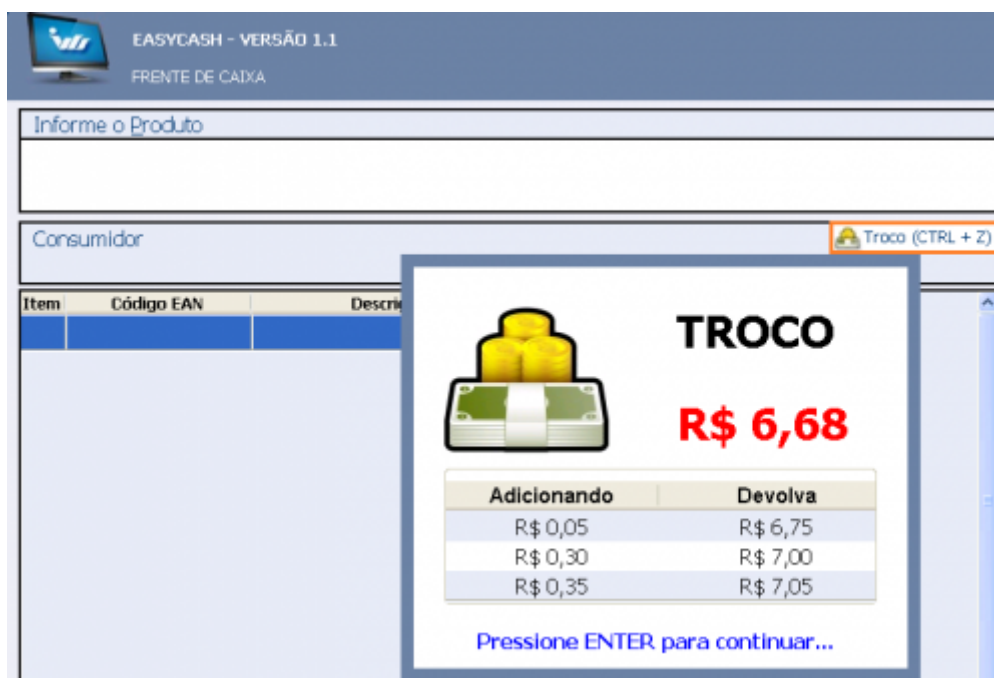 EASYCASH - VERSÃO 1.1
FRENTE DE CAIXA
Informe o Produto
Consumidor
Troco (CTRL + Z)
Item Código EAN
TROCO
R$ 6,68
Adicionando Devolva
R$ 0,05 R$ 6,75
R$ 0,30 R$ 7,00
R$ 0,35 R$ 7,05
Pressione ENTER para continuar...